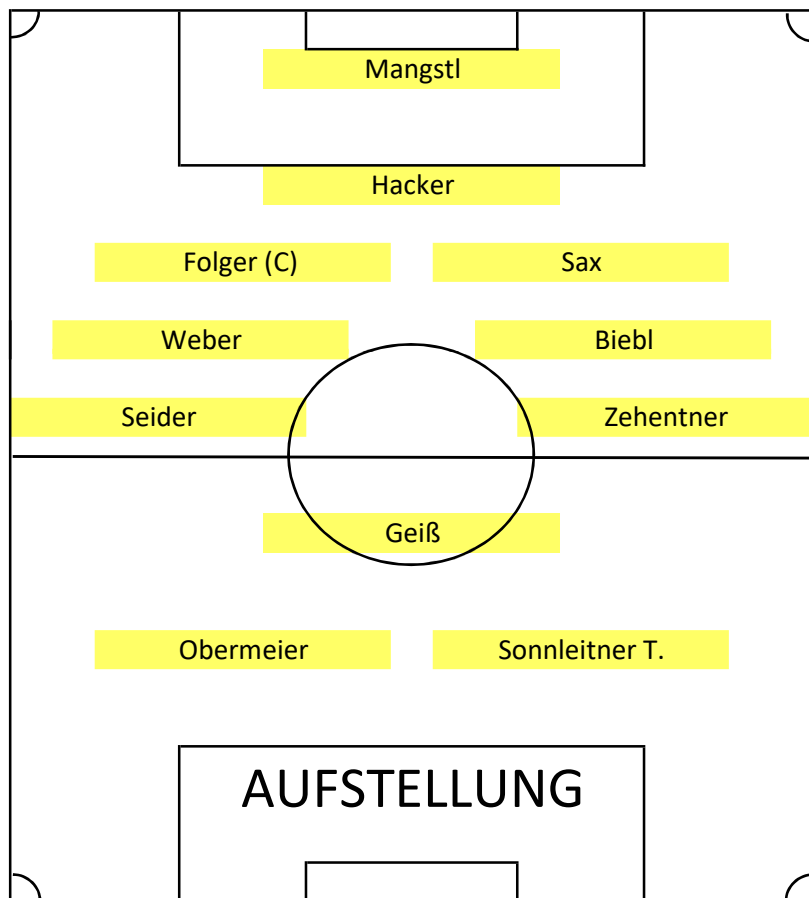 Mangstl
Hacker
Folger (C) Sax
Weber Biebl
Seider Zehentner
Geiß
Obermeier Sonnleitner T.
AUFSTELLUNG